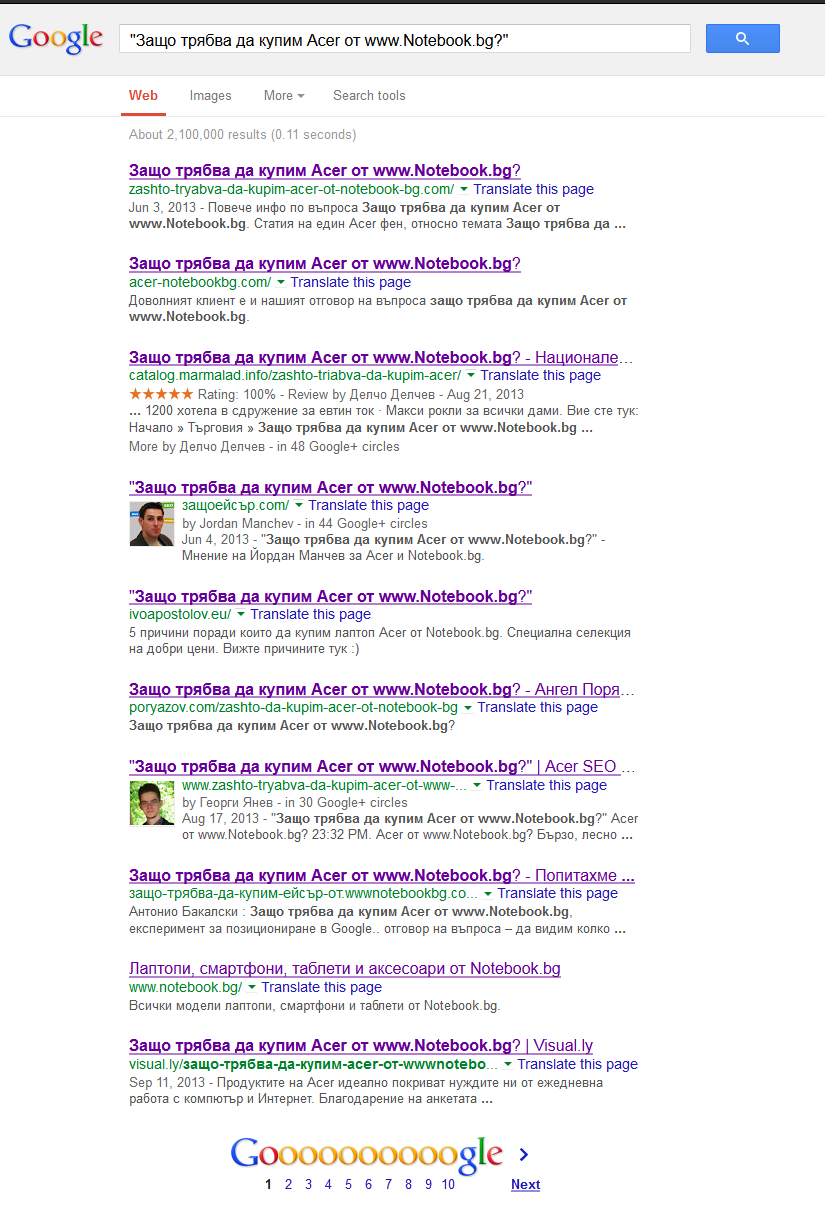 Google
"Защо трябва да купим Acer от www.Notebook.bg?"
Web Images More Search tools
About 2,100,000 results (0.11 seconds)
Защо трябва да купим Acer от www.Notebook.bg?
zashto-tryabva-da-kupim-acer-ot-notebook-bg.com/ Translate this page
Jun 3, 2013 - Повече инфо по въпроса Защо трябва да купим Acer от
www.Notebook.bg. Статия на един Acer фен, относно темата Защо трябва да ...
Защо трябва да купим Acer от www.Notebook.bg?
acer-notebookbg.com/ Translate this page
Доволният клиент е и нашият отговор на въпроса защо трябва да купим Acer от
www.Notebook.bg.
Защо трябва да купим Acer от www.Notebook.bg? - Национале...
catalog.marmalad.info/zashto-triabva-da-kupim-acer/ Translate this page
Rating: 100% - Review by Делчо Делчев - Aug 21, 2013
... 1200 хотела в сдружение за евтин ток · Макси рокли за всички дами. Вие сте тук:
Начало » Търговия » Защо трябва да купим Acer от www.Notebook.bg ...
More by Делчо Делчев - in 48 Google+ circles
"Защо трябва да купим Acer от www.Notebook.bg?"
защоейсър.com/ Translate this page
by Jordan Manchev - in 44 Google+ circles
Jun 4, 2013 - "Защо трябва да купим Acer от www.Notebook.bg?" -
Мнение на Йордан Манчев за Acer и Notebook.bg.
"Защо трябва да купим Acer от www.Notebook.bg?"
ivoapostolov.eu/ Translate this page
5 причини поради които да купим лаптоп Acer от Notebook.bg. Специална селекция
на добри цени. Вижте причините тук :)
Защо трябва да купим Acer от www.Notebook.bg? - Ангел Поря...
poryazov.com/zashto-da-kupim-acer-ot-notebook-bg Translate this page
Защо трябва да купим Acer от www.Notebook.bg?
"Защо трябва да купим Acer от www.Notebook.bg?" | Acer SEO ...
www.zashto-tryabva-da-kupim-acer-ot-www-... Translate this page
by Георги Янев - in 30 Google+ circles
Aug 17, 2013 - "Защо трябва да купим Acer от www.Notebook.bg?" Acer
от www.Notebook.bg? 23:32 PM. Acer от www.Notebook.bg? Бързо, лесно ...
Защо трябва да купим Acer от www.Notebook.bg? - Попитахме ...
защо-трябва-да-купим-ейсър-от.wwwnotebookbg.co... Translate this page
Антонио Бакалски : Защо трябва да купим Acer от www.Notebook.bg,
експеримент за позициониране в Google.. отговор на въпроса – да видим колко ...
Лаптопи, смартфони, таблети и аксесоари от Notebook.bg
www.notebook.bg/ Translate this page
Всички модели лаптопи, смартфони и таблети от Notebook.bg.
Защо трябва да купим Acer от www.Notebook.bg? | Visual.ly
visual.ly/защо-трябва-да-купим-acer-от-wwwnotebo... Translate this page
Sep 11, 2013 - Продуктите на Acer идеално покриват нуждите ни от ежедневна
работа с компютър и Интернет. Благодарение на анкетата ...
Goooooooooogle
1 2 3 4 5 6 7 8 9 10 Next